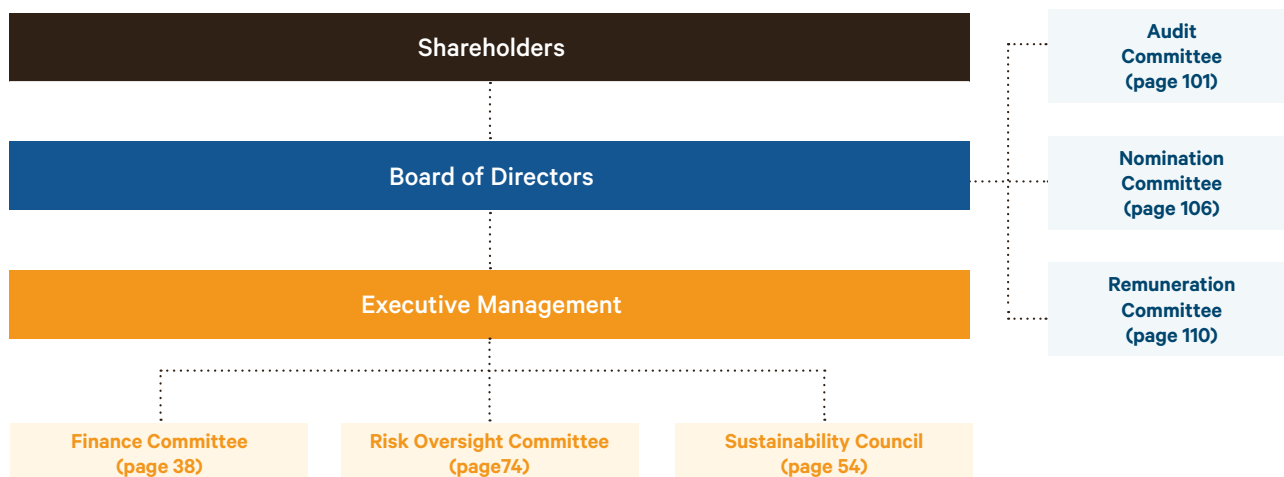 Shareholders
Board of Directors
Executive Management
Audit
Committee
(page 101)
Nomination
Committee
(page 106)
Remuneration
Committee
(page 110)
Finance Committee
(page 38)
Risk Oversight Committee
(page74)
Sustainability Council
(page 54)